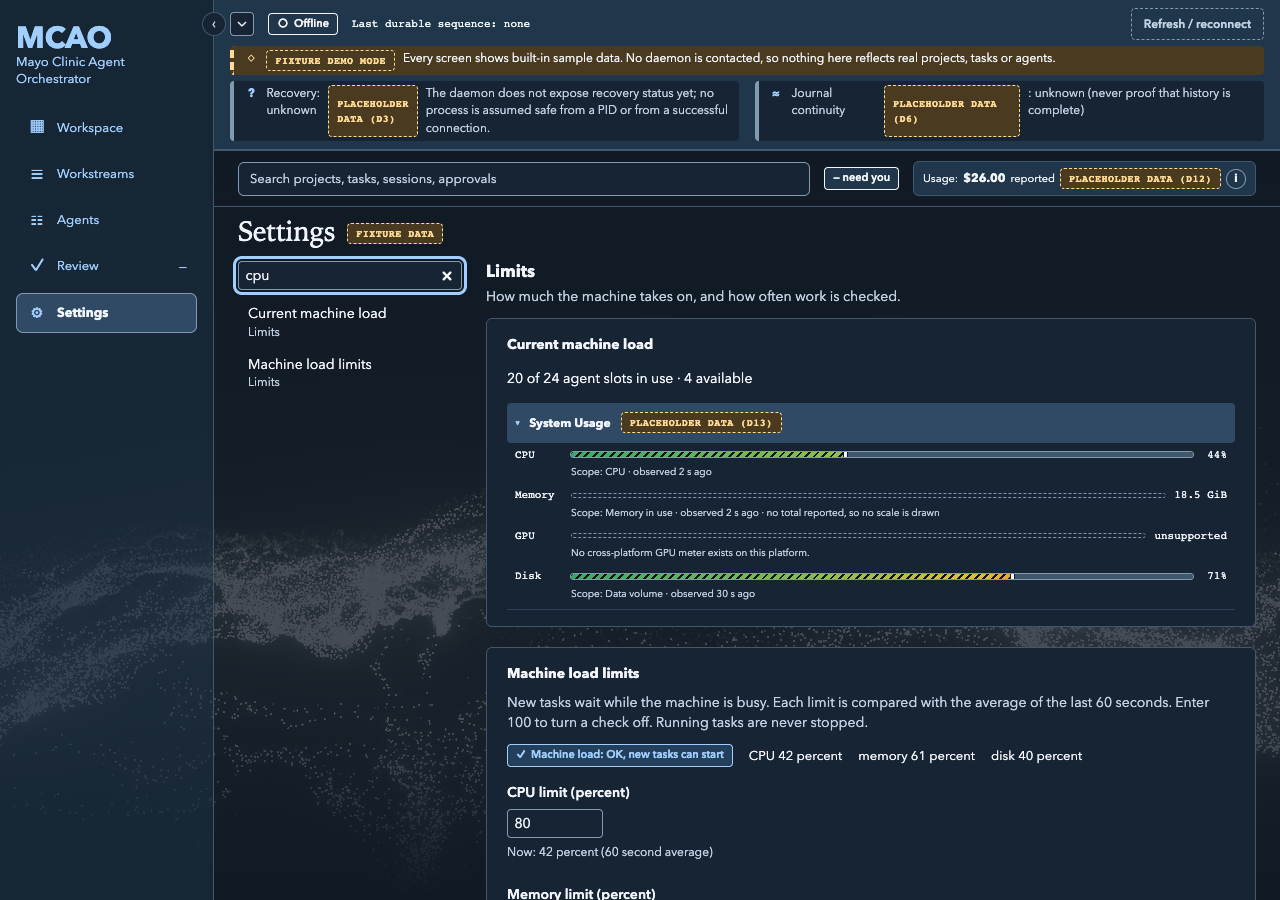 MCAO
Mayo Clinic Agent
Orchestrator
Workspace
Workstreams
Agents
Review –
Settings
Offline
Last durable sequence: none
Refresh / reconnect
FIXTURE DEMO MODE Every screen shows built-in sample data. No daemon is contacted, so nothing here reflects real projects, tasks or agents.
? Recovery:
unknown
PLACEHOLDER
DATA (D3)
The daemon does not expose recovery status yet; no
process is assumed safe from a PID or from a successful
connection.
≈ Journal
continuity
PLACEHOLDER DATA
(D6)
: unknown (never proof that history is
complete)
Search projects, tasks, sessions, approvals
– need you
Usage: $26.00 reported PLACEHOLDER DATA (D12) i
Settings FIXTURE DATA
cpu
Current machine load
Limits
Machine load limits
Limits
Limits
How much the machine takes on, and how often work is checked.
Current machine load
20 of 24 agent slots in use · 4 available
System Usage PLACEHOLDER DATA (D13)
CPU 44%
Scope: CPU · observed 2 s ago
Memory 18.5 GiB
Scope: Memory in use · observed 2 s ago · no total reported, so no scale is drawn
GPU unsupported
No cross-platform GPU meter exists on this platform.
Disk 71%
Scope: Data volume · observed 30 s ago
Machine load limits
New tasks wait while the machine is busy. Each limit is compared with the average of the last 60 seconds. Enter
100 to turn a check off. Running tasks are never stopped.
Machine load: OK, new tasks can start CPU 42 percent memory 61 percent disk 40 percent
CPU limit (percent)
80
Now: 42 percent (60 second average)
Memory limit (percent)